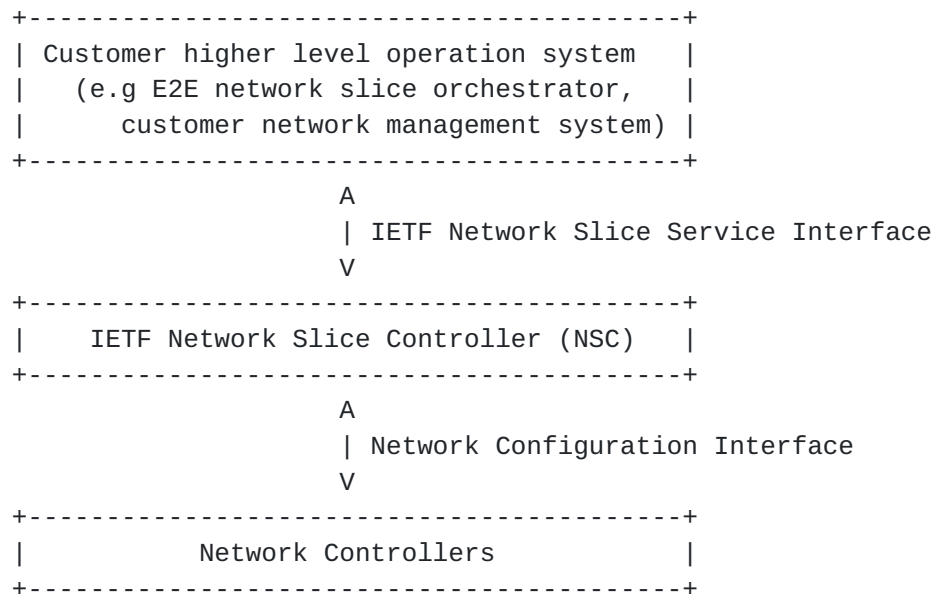 +------------------------------------------+
| Customer higher level operation system   |
|   (e.g E2E network slice orchestrator,   |
|      customer network management system) |
+------------------------------------------+
                     A
                     | IETF Network Slice Service Interface
                     V
+------------------------------------------+
|    IETF Network Slice Controller (NSC)   |
+------------------------------------------+
                     A
                     | Network Configuration Interface
                     V
+------------------------------------------+
|           Network Controllers            |
+------------------------------------------+